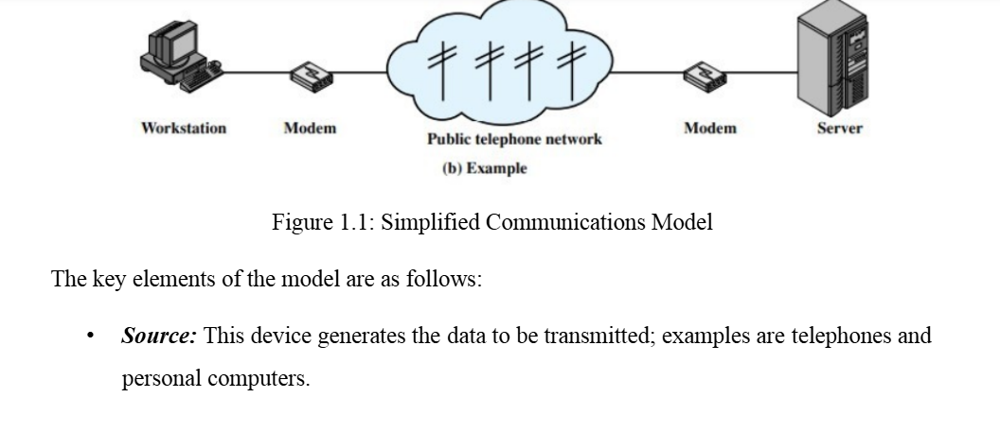 Workstation Modem Public telephone network Modem Server
(b) Example
Figure 1.1: Simplified Communications Model
The key elements of the model are as follows:
• Source: This device generates the data to be transmitted; examples are telephones and
personal computers.